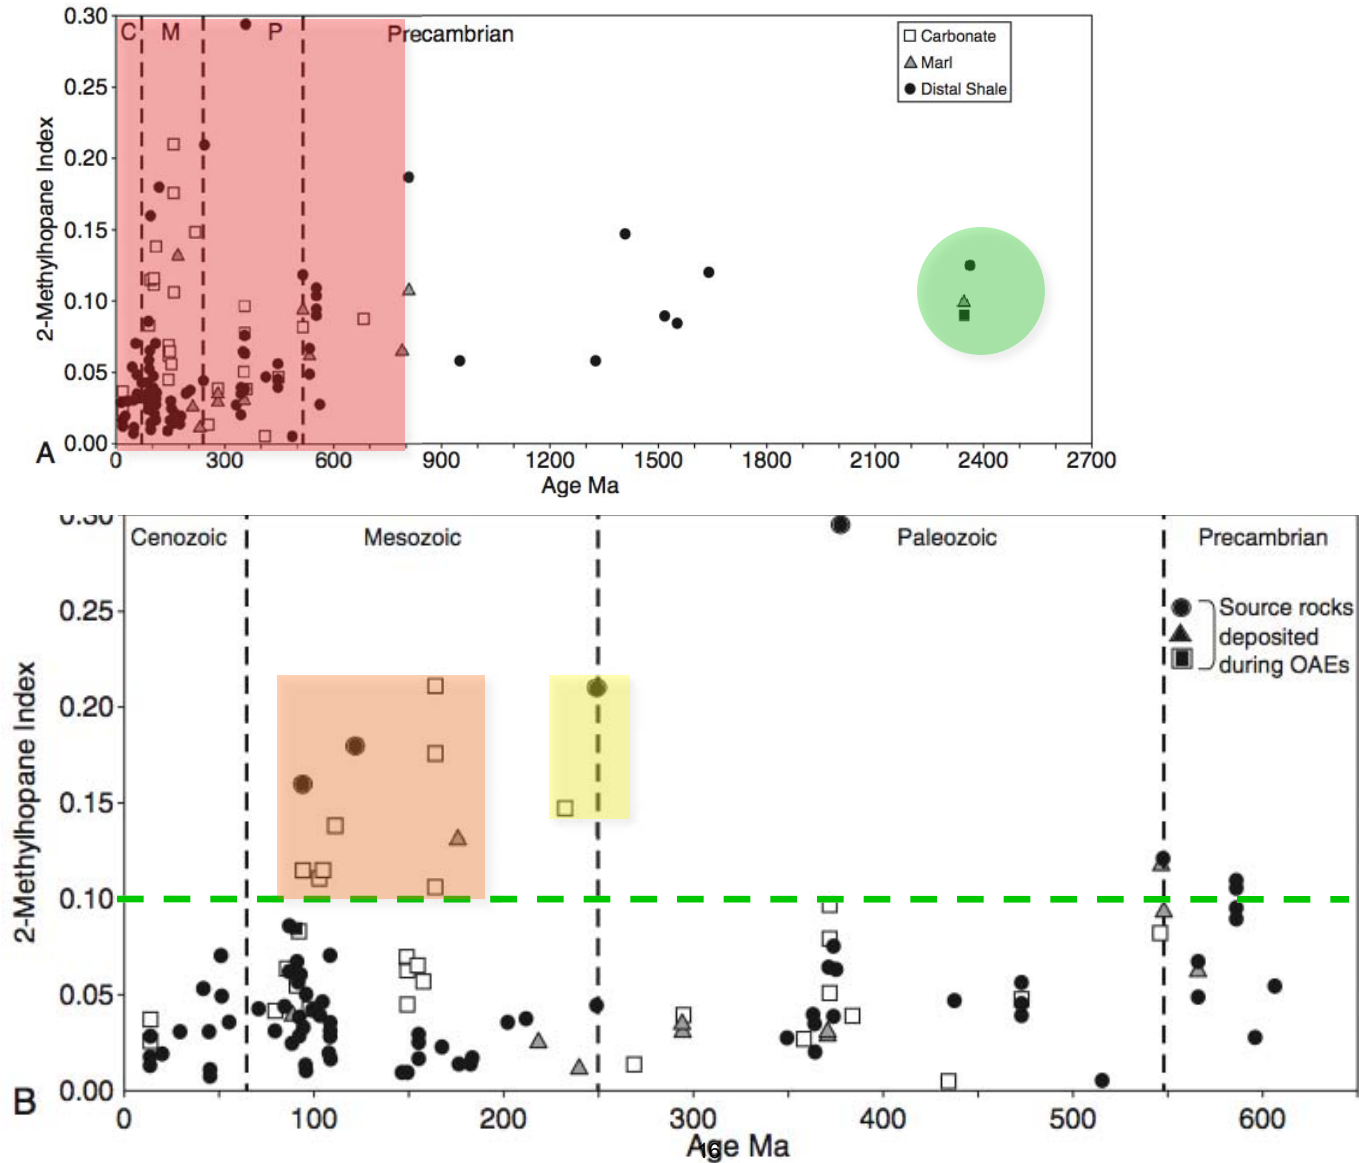 0.30
C M P Precambrian
Carbonate
Marl
Distal Shale
0.25
0.20
0.15
0.10
0.05
0.00
2-Methylhopane Index
A
0 300 600 900 1200 1500 1800 2100 2400 2700
Age Ma
0.30
Cenozoic Mesozoic Paleozoic Precambrian
Source rocks
deposited
during OAEs
0.25
0.20
0.15
0.10
0.05
0.00
2-Methylhopane Index
B
0 100 200 300 400 500 600
Age Ma
16